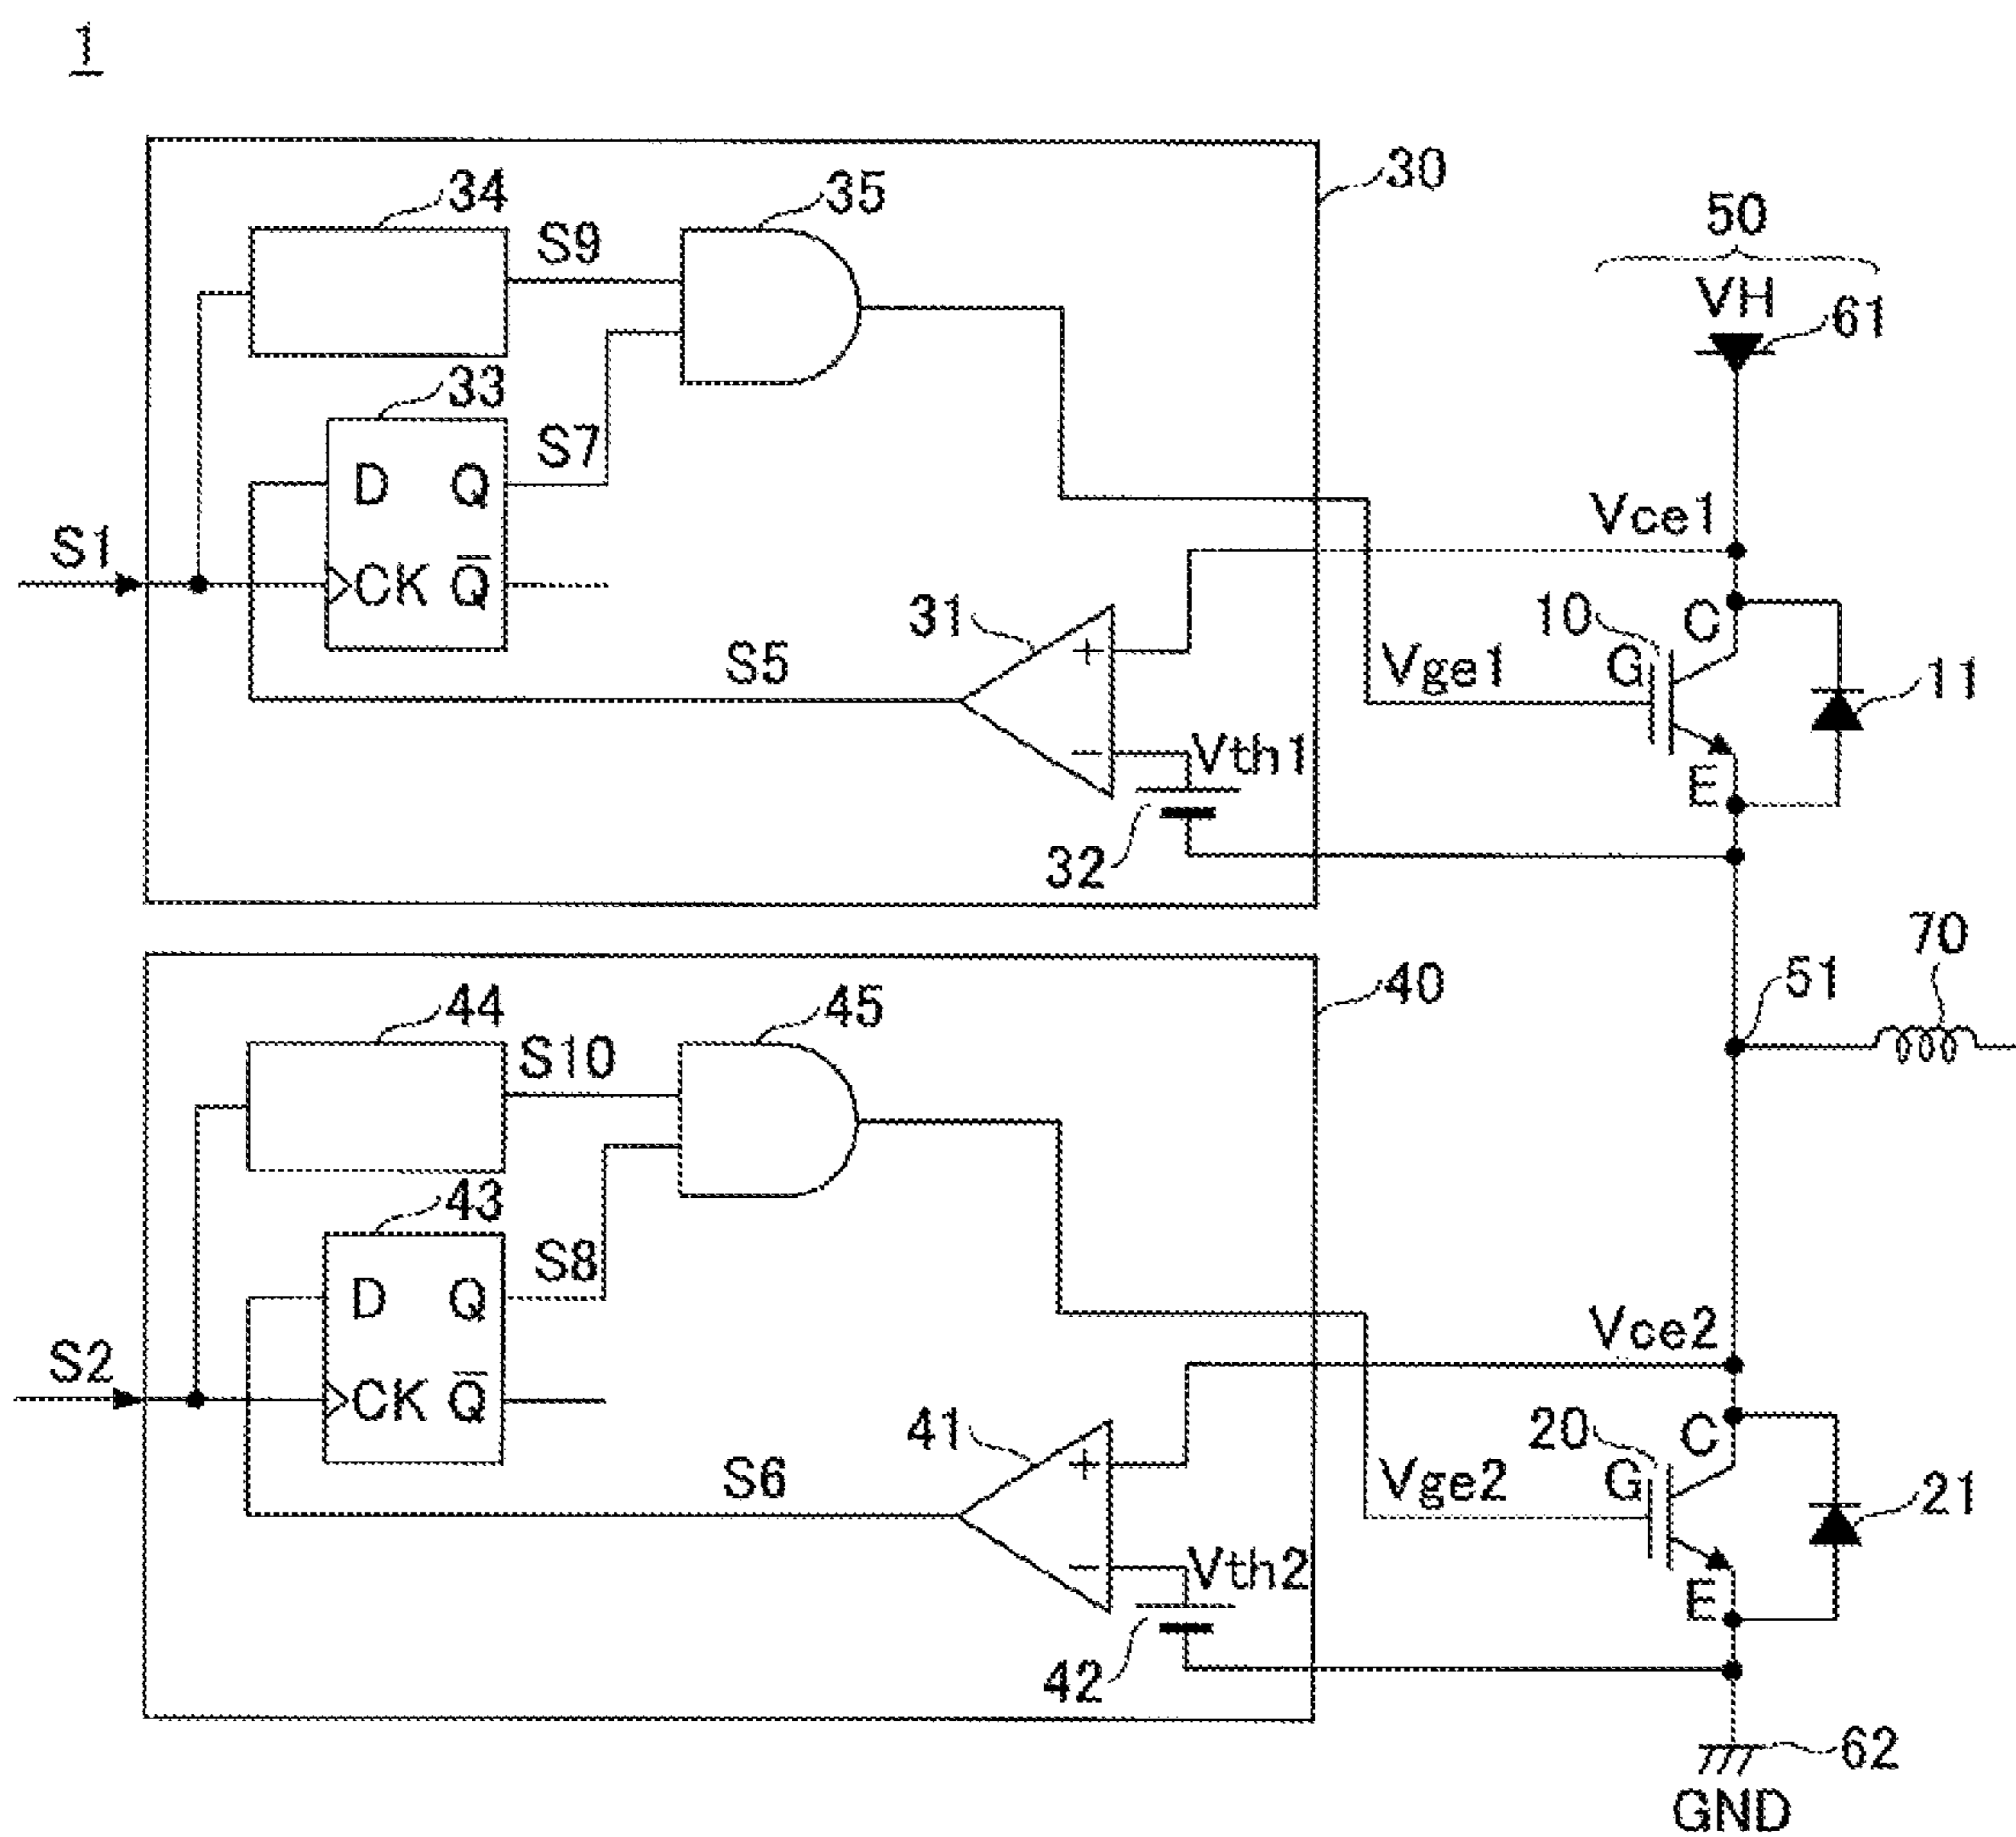 1
30
34
S9
35
50
VH
61
33
S7
D Q
CK Q̅
S1
Vce1
31
+
S5
10
C
G
Vge1
11
−
Vth1
E
32
70
51
40
44
S10
45
43
S8
D Q
CK Q̅
S2
Vce2
41
+
S6
20
C
G
Vge2
21
−
Vth2
E
42
62
GND